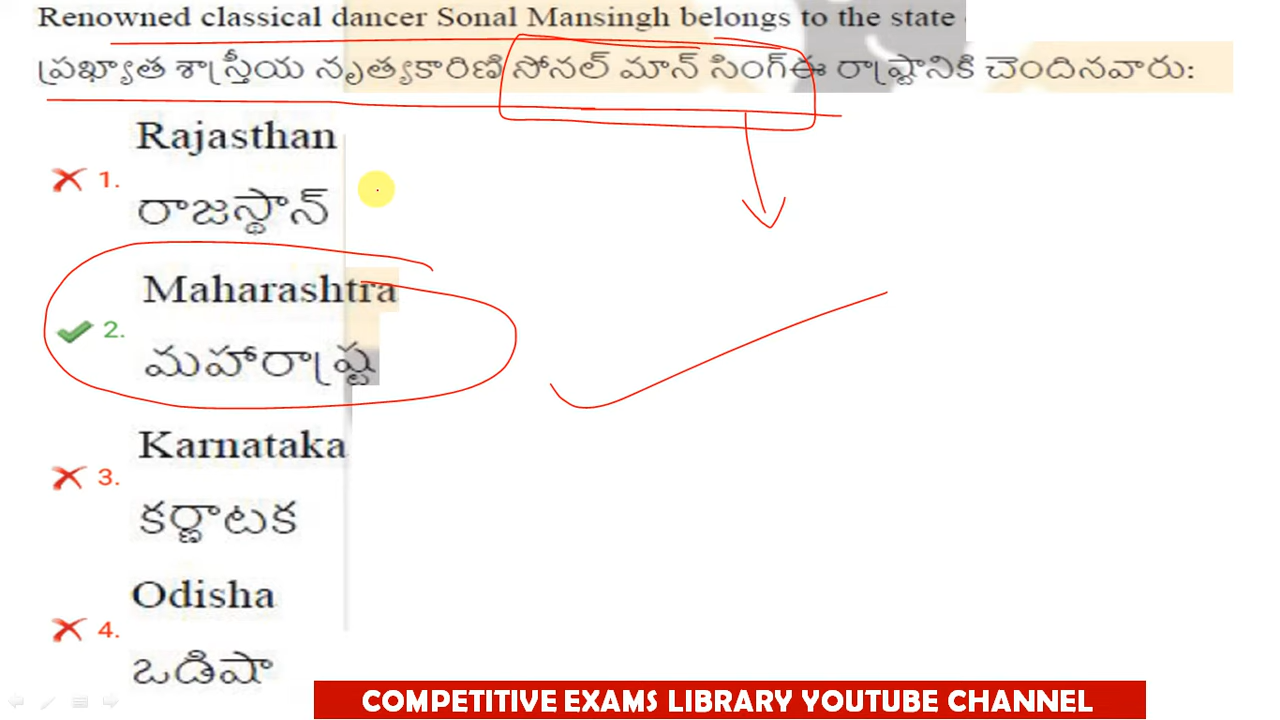 Renowned classical dancer Sonal Mansingh belongs to the state
ప్రఖ్యాత శాస్త్రీయ నృత్యకారిణి సోనల్ మాన్ సింగ్ఈ రాష్ట్రానికి చెందినవారు:
Rajasthan
1.
రాజస్థాన్
Maharashtra
2.
మహారాష్ట్ర
Karnataka
3.
కర్ణాటక
Odisha
4.
ఒడిషా
COMPETITIVE EXAMS LIBRARY YOUTUBE CHANNEL